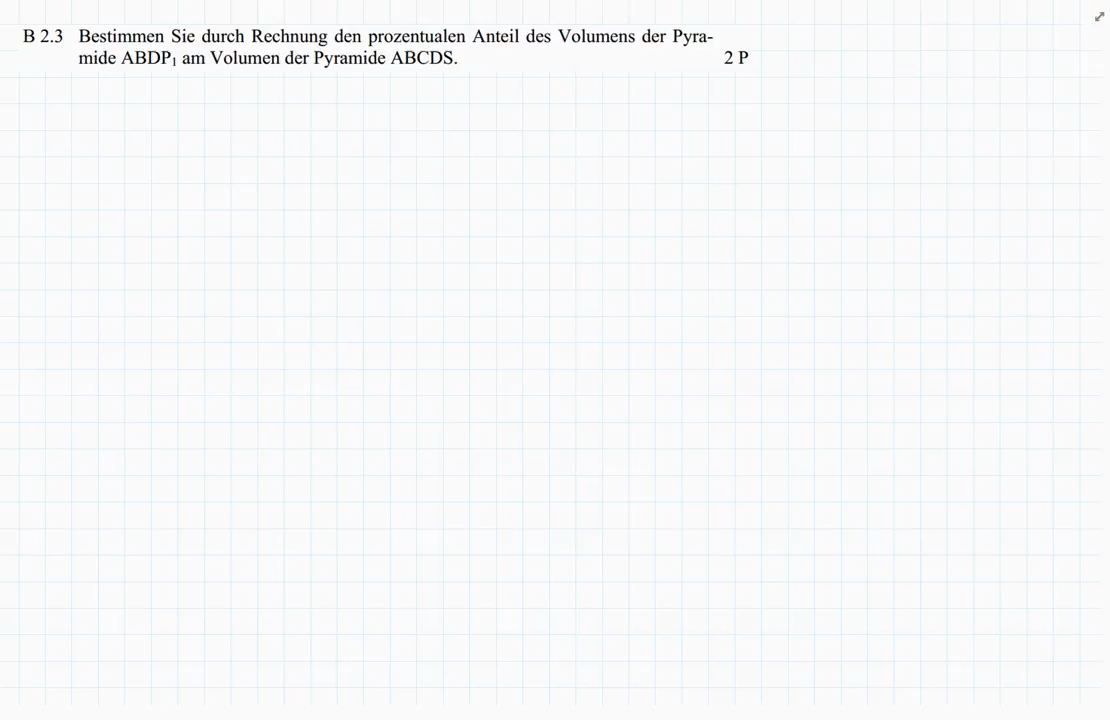 B 2.3 Bestimmen Sie durch Rechnung den prozentualen Anteil des Volumens der Pyra-
mide ABDP₁ am Volumen der Pyramide ABCDS. 2 P